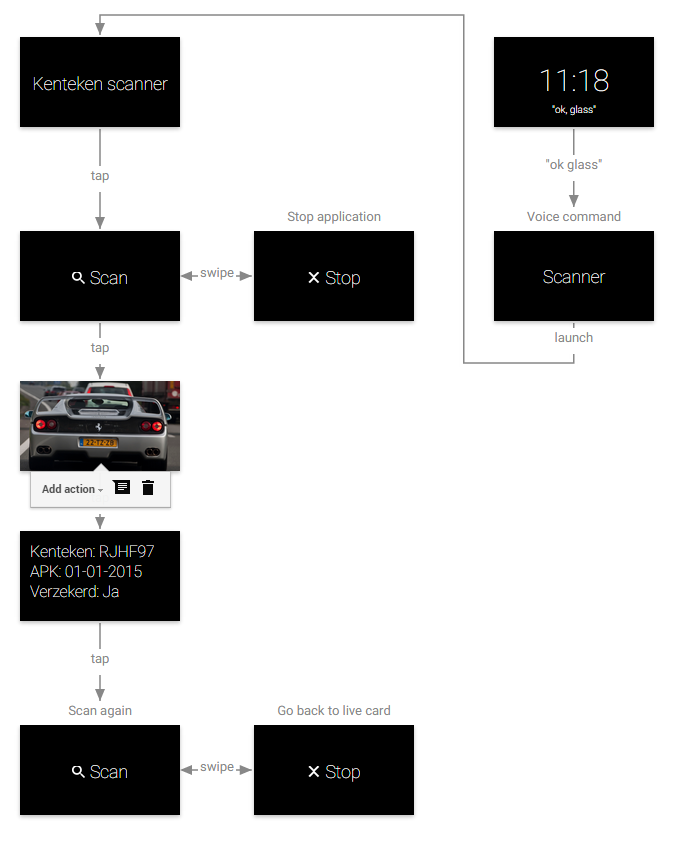 Kenteken scanner
11:18
"ok, glass"
tap
"ok glass"
Stop application
Voice command
Scan
swipe
Stop
Scanner
tap
launch
22-TZ-ZB
Add action
Kenteken: RJHF97
APK: 01-01-2015
Verzekerd: Ja
tap
Scan again
Go back to live card
Scan
swipe
Stop